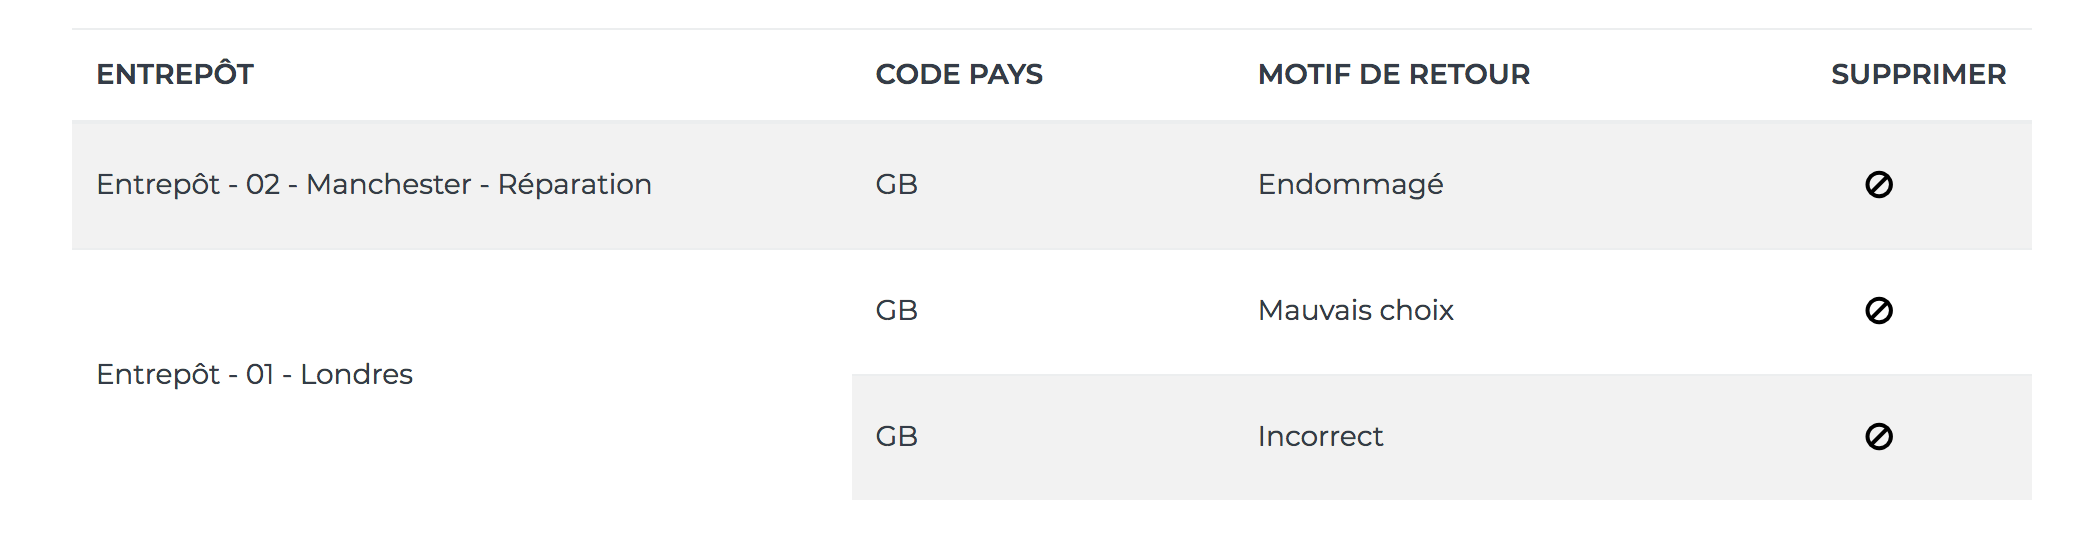 ENTREPÔT CODE PAYS MOTIF DE RETOUR SUPPRIMER
Entrepôt - 02 - Manchester - Réparation GB Endommagé
GB Mauvais choix
Entrepôt - 01 - Londres
GB Incorrect